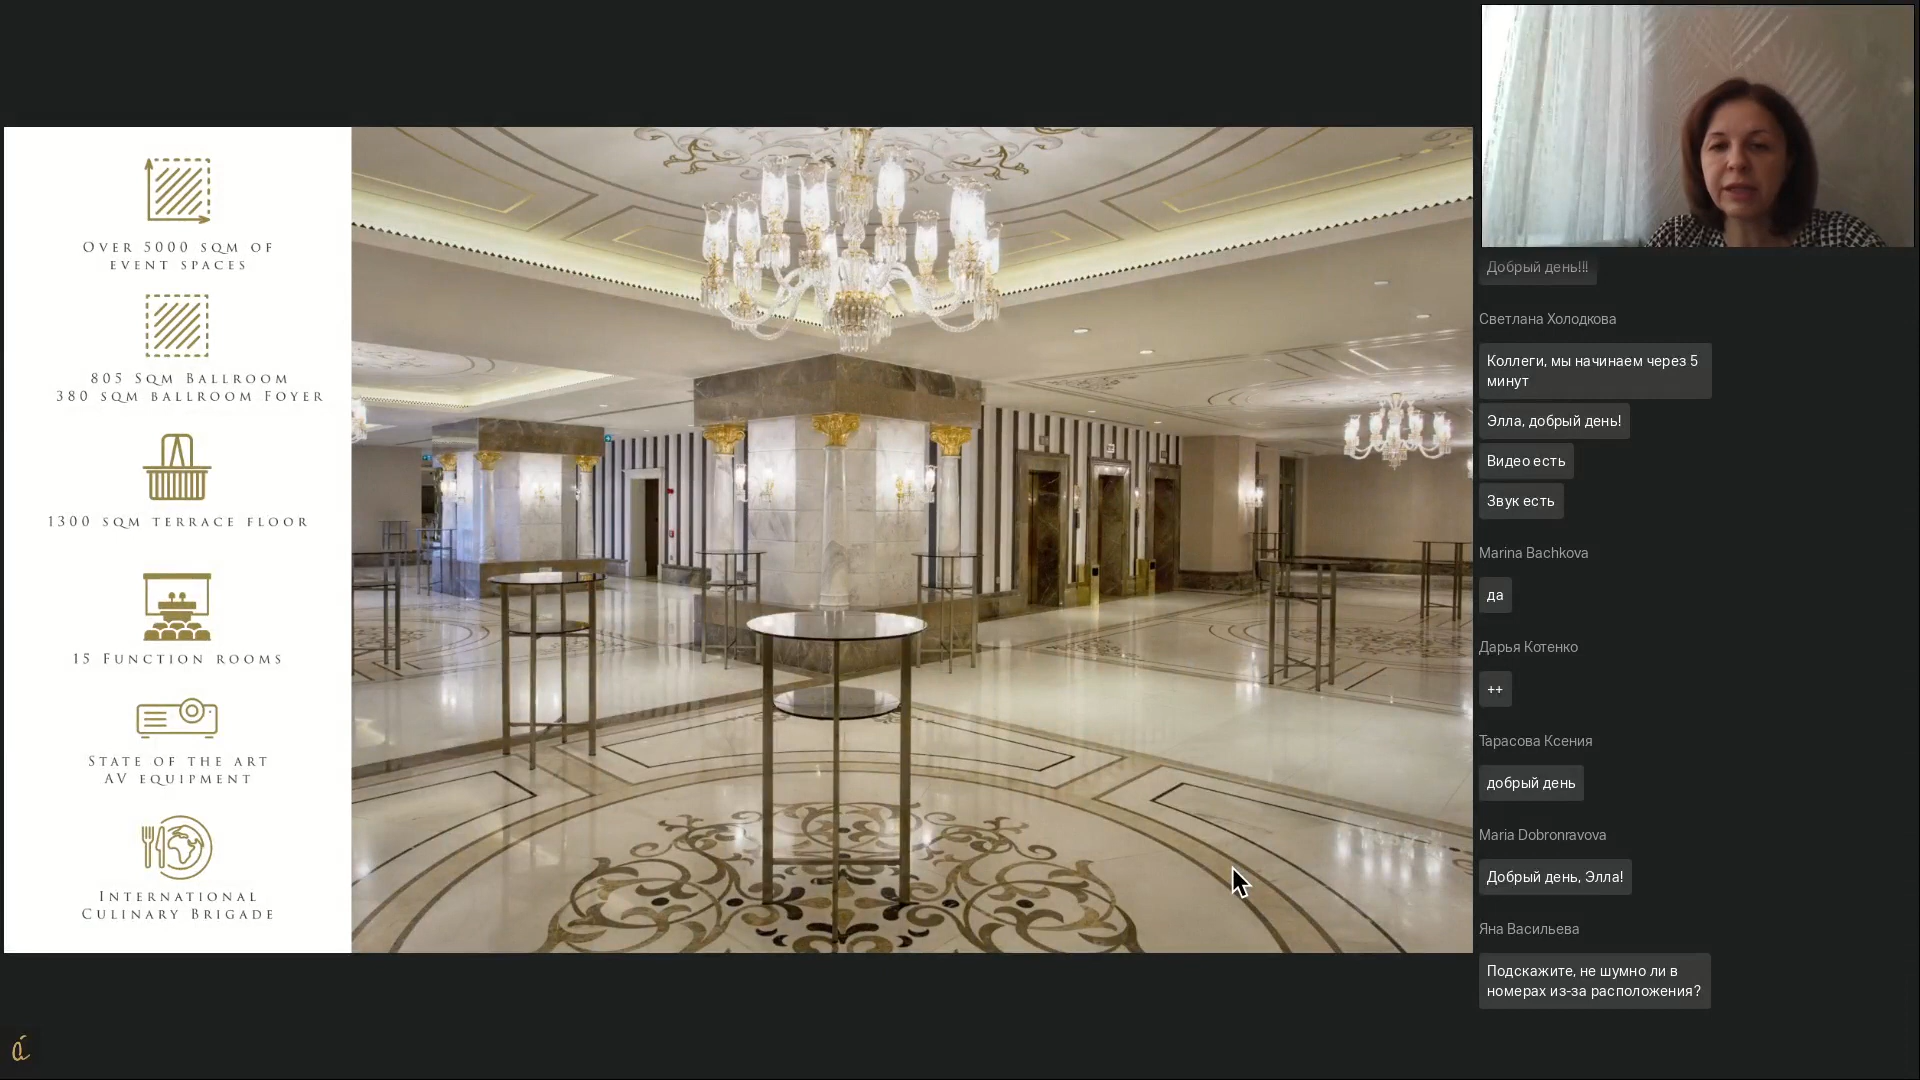 OVER 5000 SQM OF
EVENT SPACES
805 SQM BALLROOM
380 SQM BALLROOM FOYER
1300 SQM TERRACE FLOOR
15 FUNCTION ROOMS
STATE OF THE ART
AV EQUIPMENT
INTERNATIONAL
CULINARY BRIGADE
á
Добрый день!!!
Светлана Холодкова
Коллеги, мы начинаем через 5
минут
Элла, добрый день!
Видео есть
Звук есть
Marina Bachkova
да
Дарья Котенко
++
Тарасова Ксения
добрый день
Maria Dobronravova
Добрый день, Элла!
Яна Васильева
Подскажите, не шумно ли в
номерах из-за расположения?